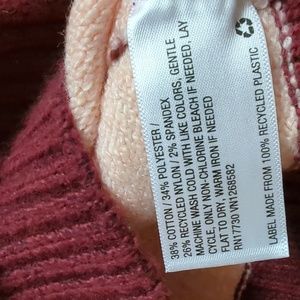 38% COTTON / 34% POLYESTER /
26% RECYCLED NYLON / 2% SPANDEX
MACHINE WASH COLD WITH LIKE COLORS, GENTLE
CYCLE, ONLY NON-CHLORINE BLEACH IF NEEDED, LAY
FLAT TO DRY, WARM IRON IF NEEDED
RN17730 VN1268582
LABEL MADE FROM 100% RECYCLED PLASTIC